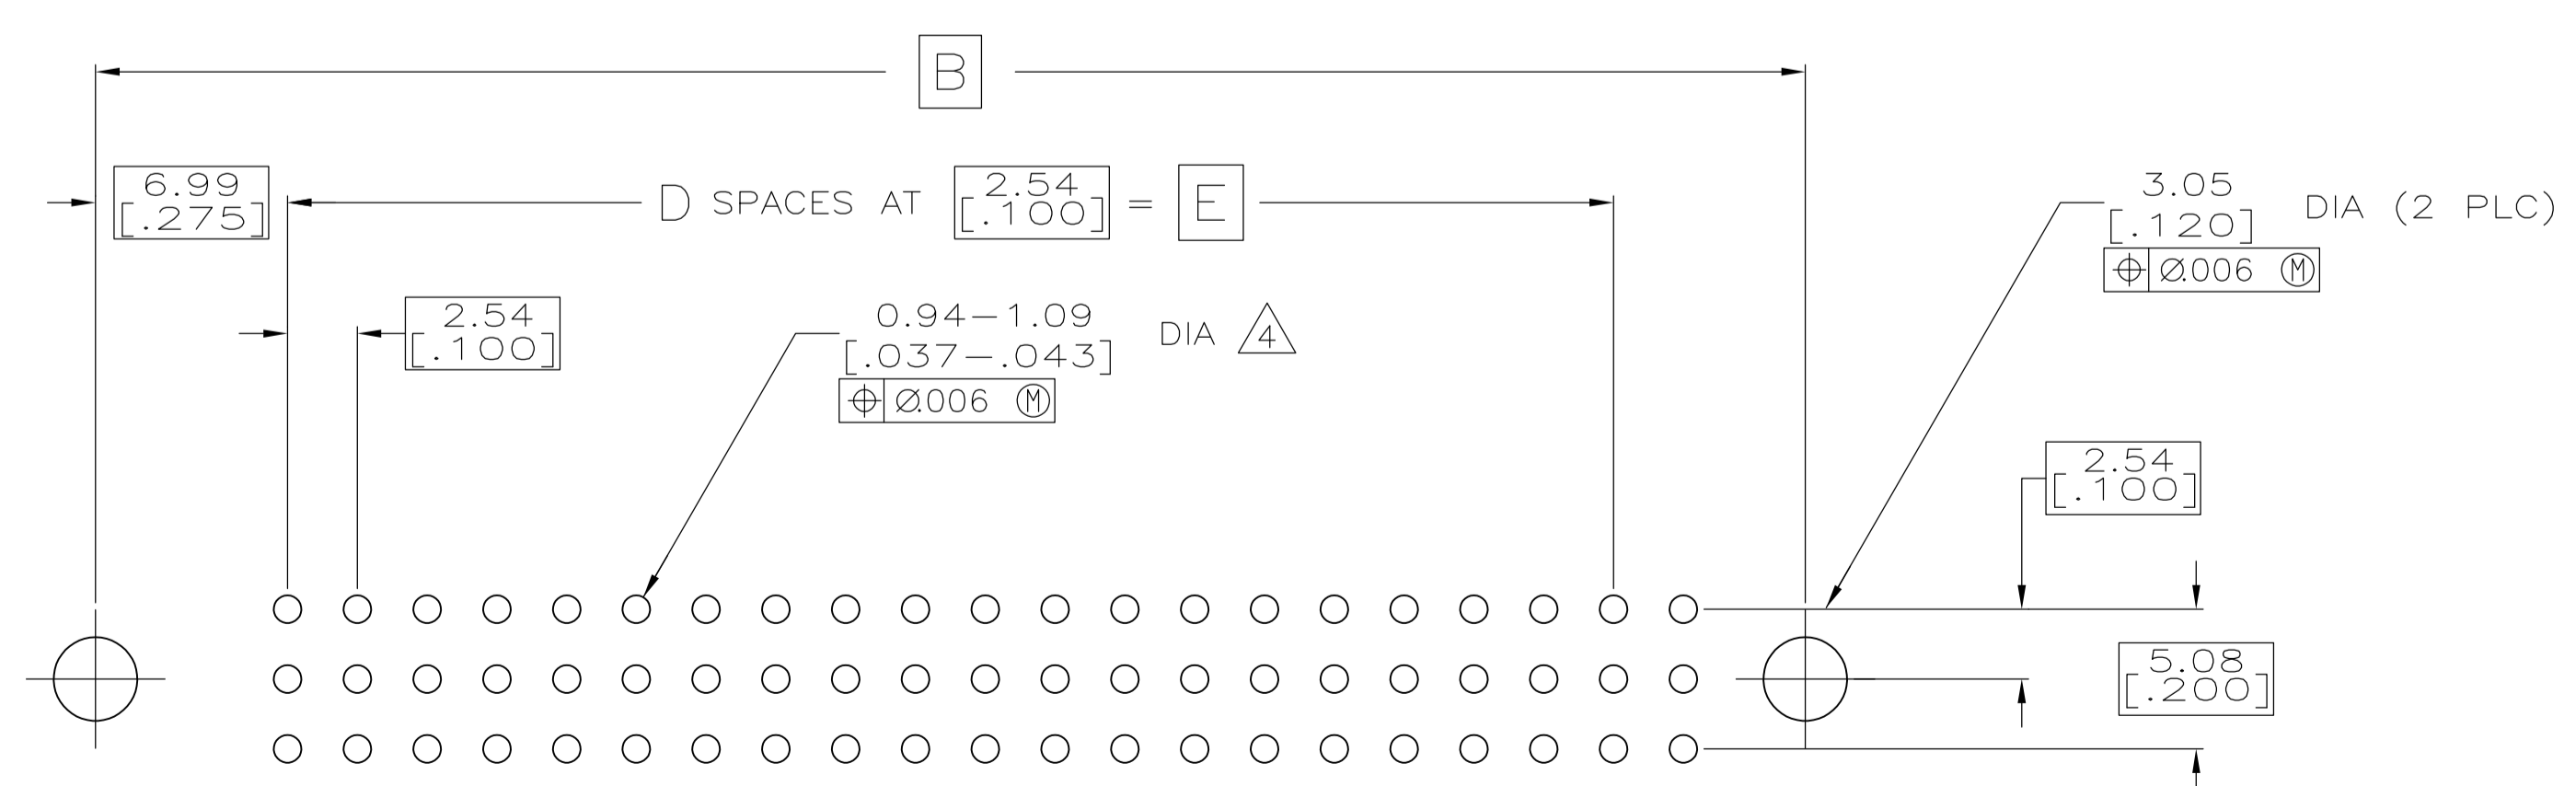 B
6.99
[.275]
D SPACES AT 2.54 [.100] = E
3.05
[.120] DIA (2 PLC)
⌖ Ø.006 Ⓜ
2.54
[.100]
0.94-1.09
[.037-.043] DIA 4
⌖ Ø.006 Ⓜ
2.54
[.100]
5.08
[.200]